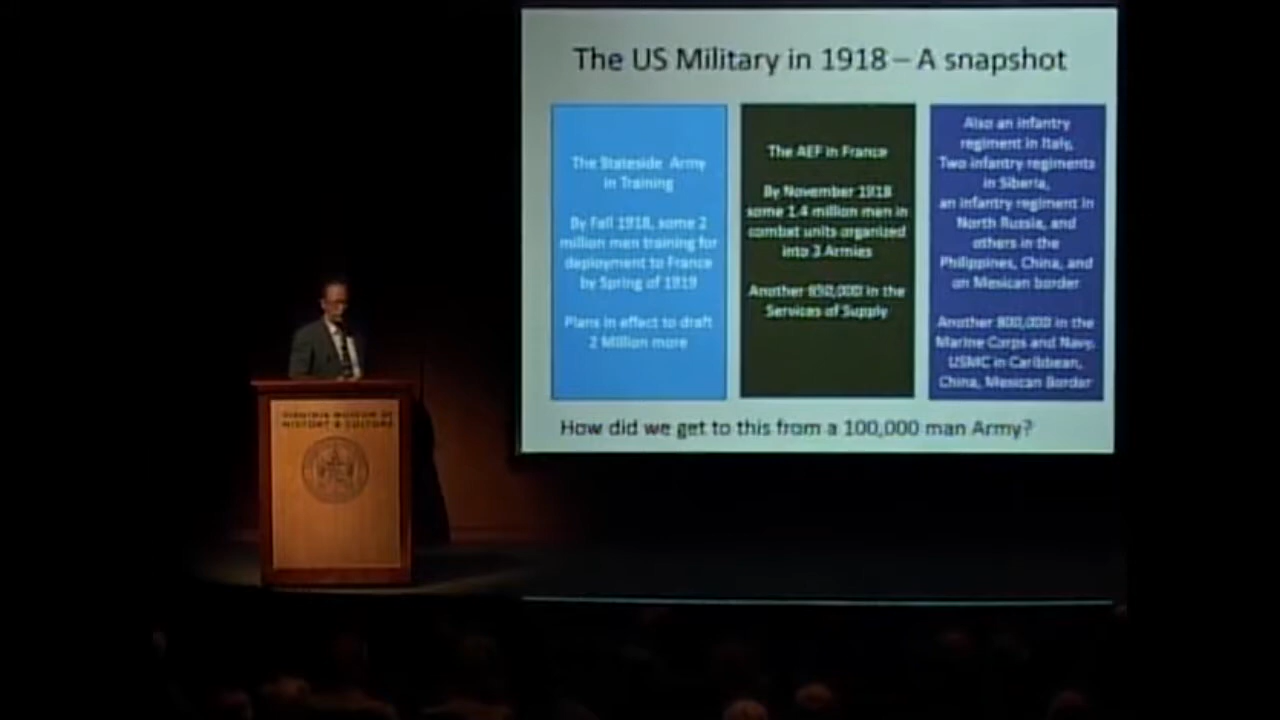 The US Military in 1918 – A snapshot
The Stateside Army
in Training
By Fall 1918, some 2
million men training for
deployment to France
by Spring of 1919
Plans in effect to draft
2 Million more
The AEF in France
By November 1918
some 1.4 million men in
combat units organized
into 3 Armies
Another 850,000 in the
Services of Supply
Also an infantry
regiment in Italy,
Two infantry regiments
in Siberia,
an infantry regiment in
North Russia, and
others in the
Philippines, China, and
on Mexican border
Another 800,000 in the
Marine Corps and Navy,
USMC in Caribbean,
China, Mexican Border
How did we get to this from a 100,000 man Army?
VIRGINIA MUSEUM OF
HISTORY & CULTURE